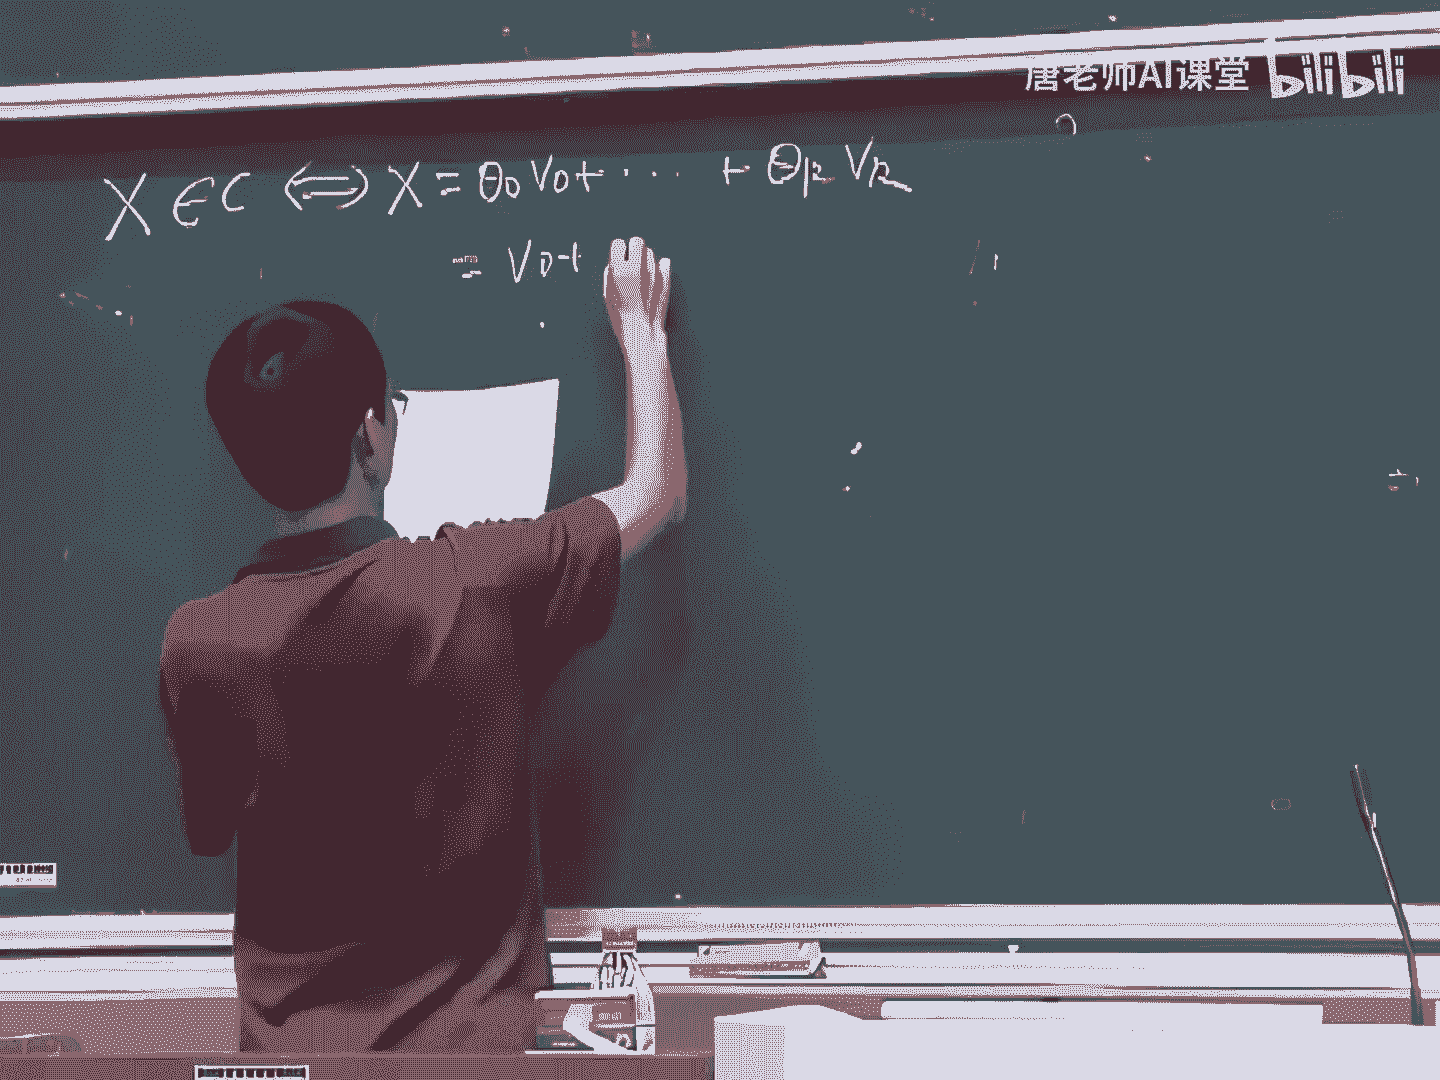 唐老师AI课堂 bilibili
X ∈ C ⟺ X = θ0 V0 + ··· + θk Vk
= V0 +